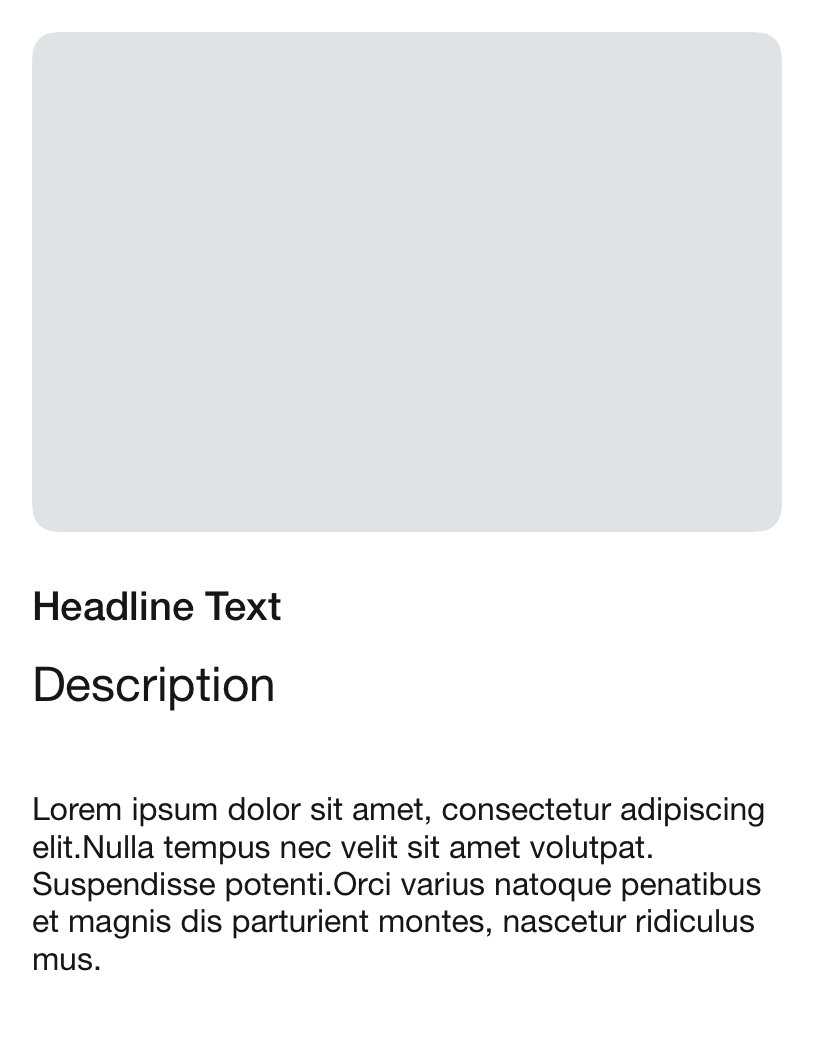 Headline Text
Description
Lorem ipsum dolor sit amet, consectetur adipiscing
elit.Nulla tempus nec velit sit amet volutpat.
Suspendisse potenti.Orci varius natoque penatibus
et magnis dis parturient montes, nascetur ridiculus
mus.